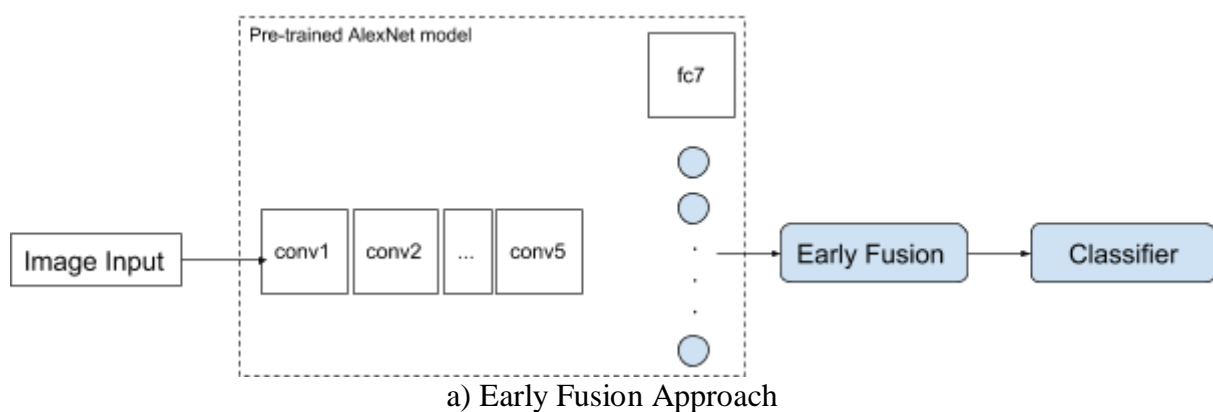 Pre-trained AlexNet model
fc7
Image Input
conv1
conv2
...
conv5
Early Fusion
Classifier
a) Early Fusion Approach